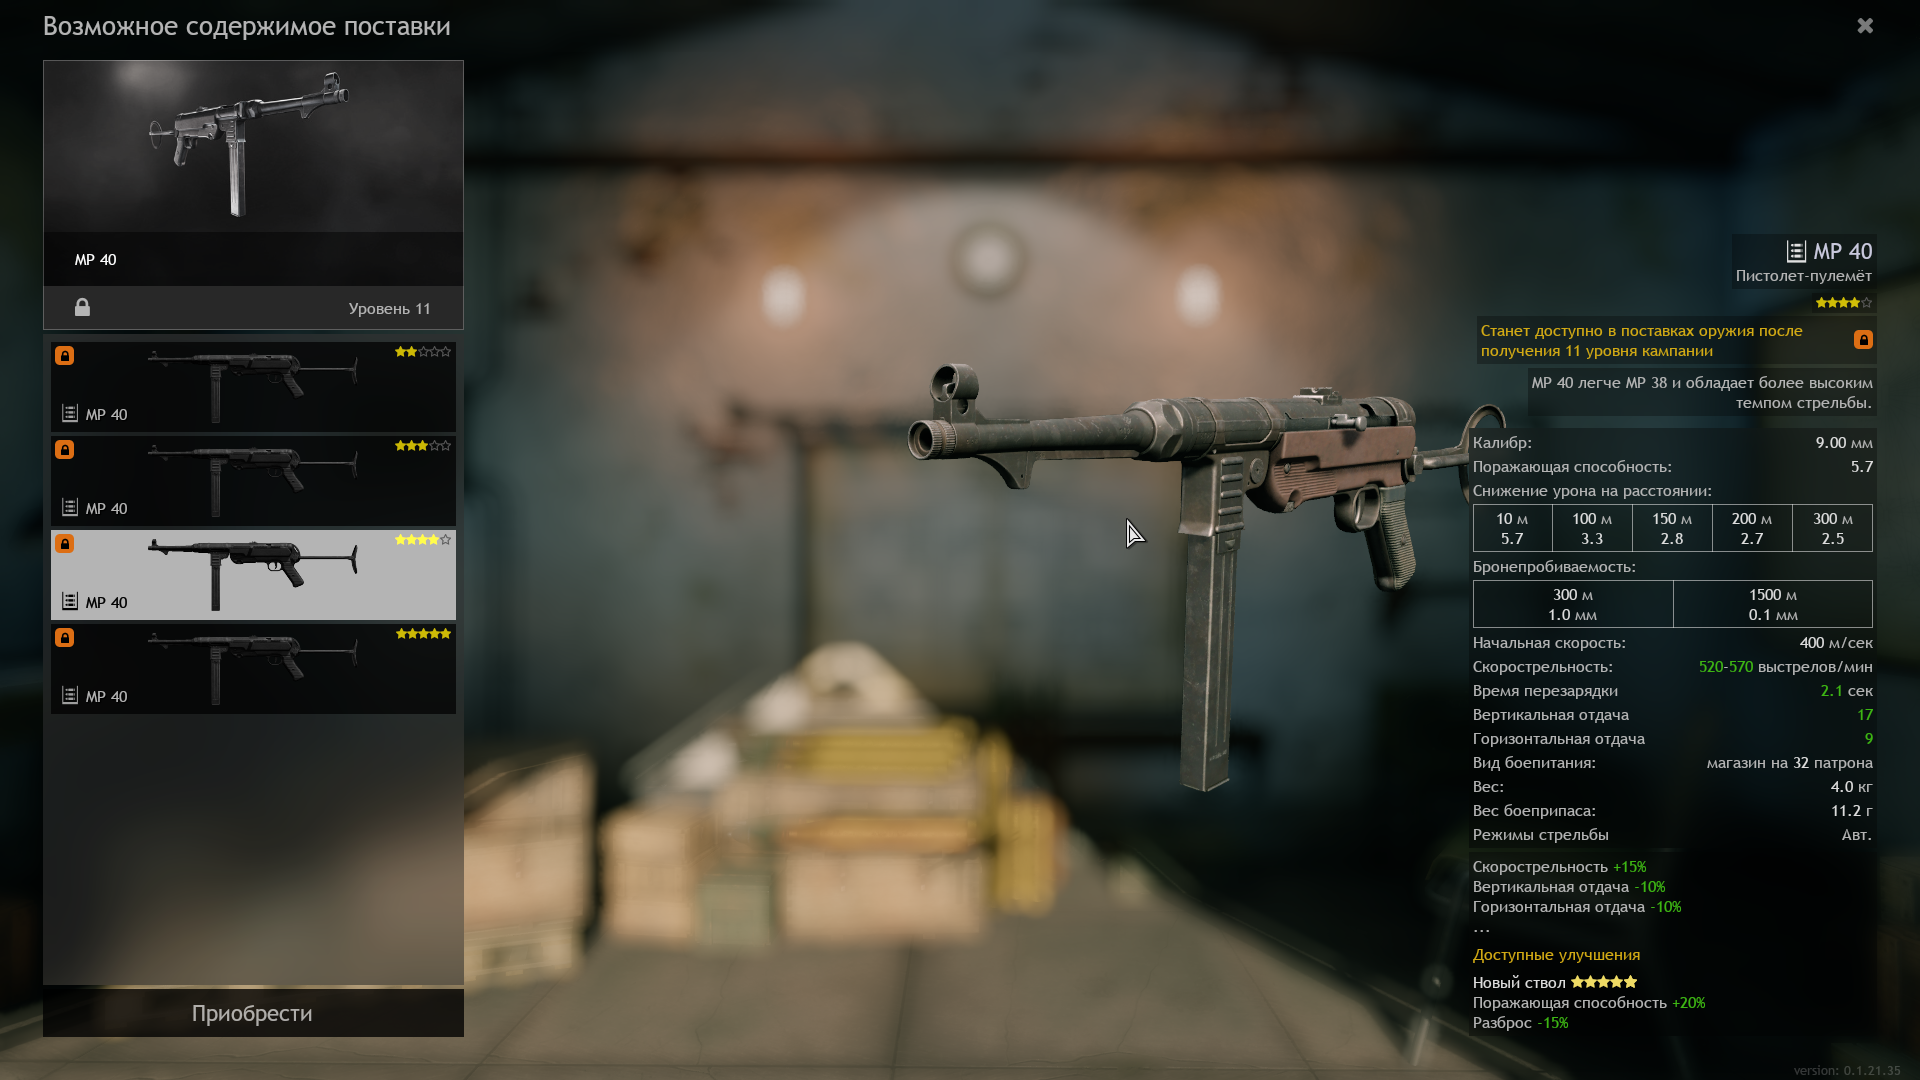 Возможное содержимое поставки
MP 40
Уровень 11
MP 40
MP 40
MP 40
MP 40
Приобрести
MP 40
Пистолет-пулемёт
Станет доступно в поставках оружия после
получения 11 уровня кампании
MP 40 легче MP 38 и обладает более высоким
темпом стрельбы.
Калибр: 9.00 мм
Поражающая способность: 5.7
Снижение урона на расстоянии:
10 м 100 м 150 м 200 м 300 м
5.7 3.3 2.8 2.7 2.5
Бронепробиваемость:
300 м 1500 м
1.0 мм 0.1 мм
Начальная скорость: 400 м/сек
Скорострельность: 520-570 выстрелов/мин
Время перезарядки 2.1 сек
Вертикальная отдача 17
Горизонтальная отдача 9
Вид боепитания: магазин на 32 патрона
Вес: 4.0 кг
Вес боеприпаса: 11.2 г
Режимы стрельбы Авт.
Скорострельность +15%
Вертикальная отдача -10%
Горизонтальная отдача -10%
...
Доступные улучшения
Новый ствол
Поражающая способность +20%
Разброс -15%
version: 0.1.21.35